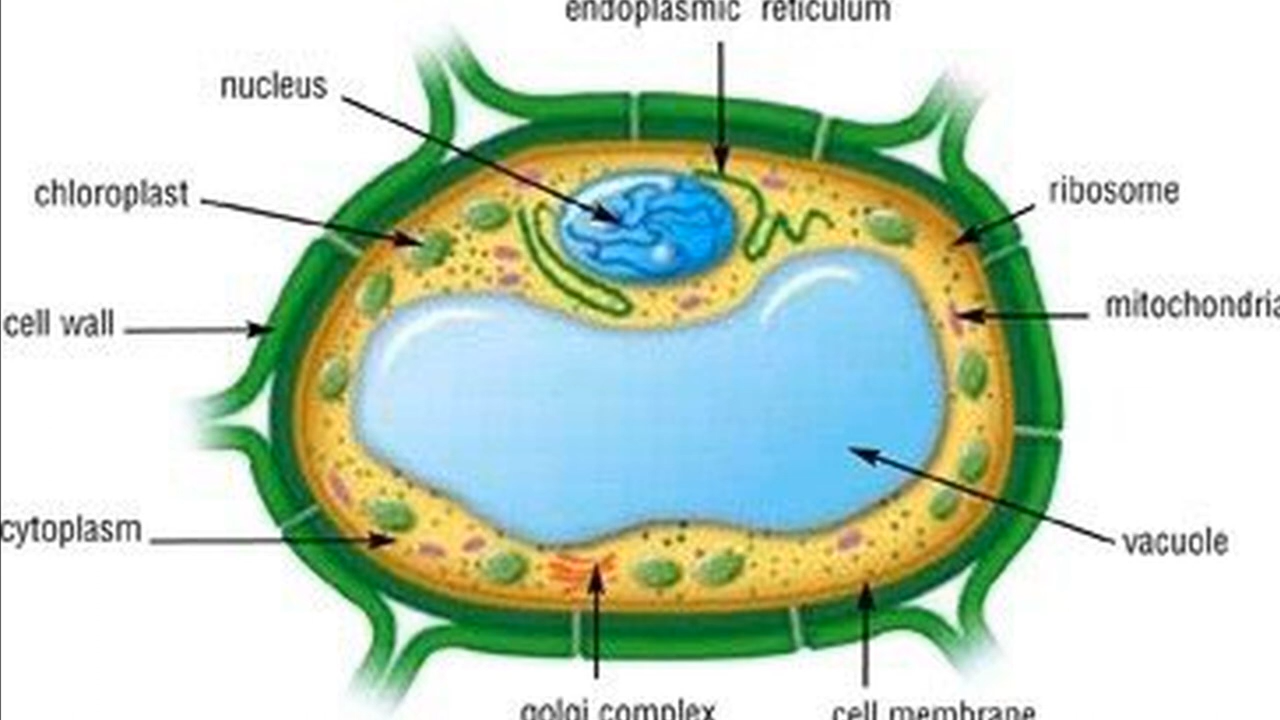 endoplasmic reticulum
nucleus
chloroplast
ribosome
mitochondria
cell wall
cytoplasm
vacuole
golgi complex
cell membrane